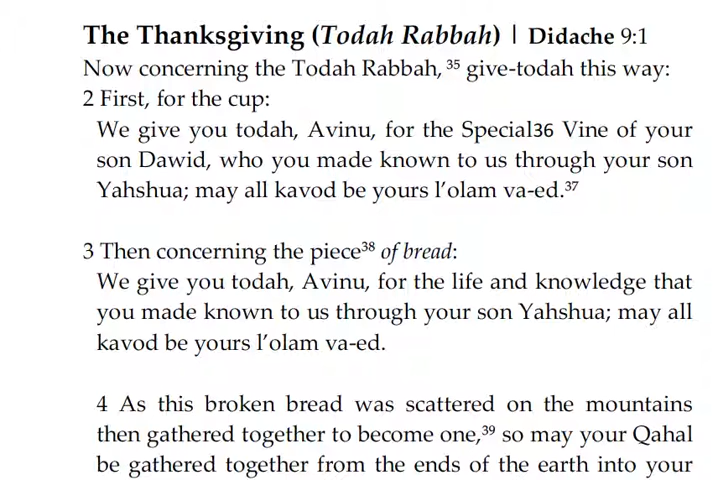 The Thanksgiving (Todah Rabbah) | Didache 9:1
Now concerning the Todah Rabbah, ³⁵ give-todah this way:
2 First, for the cup:
We give you todah, Avinu, for the Special36 Vine of your
son Dawid, who you made known to us through your son
Yahshua; may all kavod be yours l’olam va-ed.³⁷
3 Then concerning the piece³⁸ of bread:
We give you todah, Avinu, for the life and knowledge that
you made known to us through your son Yahshua; may all
kavod be yours l’olam va-ed.
4 As this broken bread was scattered on the mountains
then gathered together to become one,³⁹ so may your Qahal
be gathered together from the ends of the earth into your